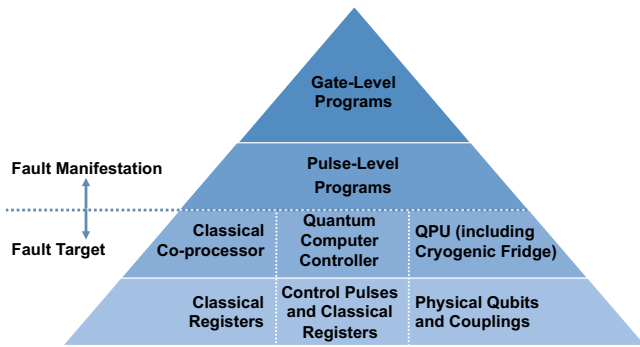 Gate-Level
Programs
Fault Manifestation
Pulse-Level
Programs
Fault Target
Classical
Co-processor
Quantum
Computer
Controller
QPU (including
Cryogenic Fridge)
Classical
Registers
Control Pulses
and Classical
Registers
Physical Qubits
and Couplings